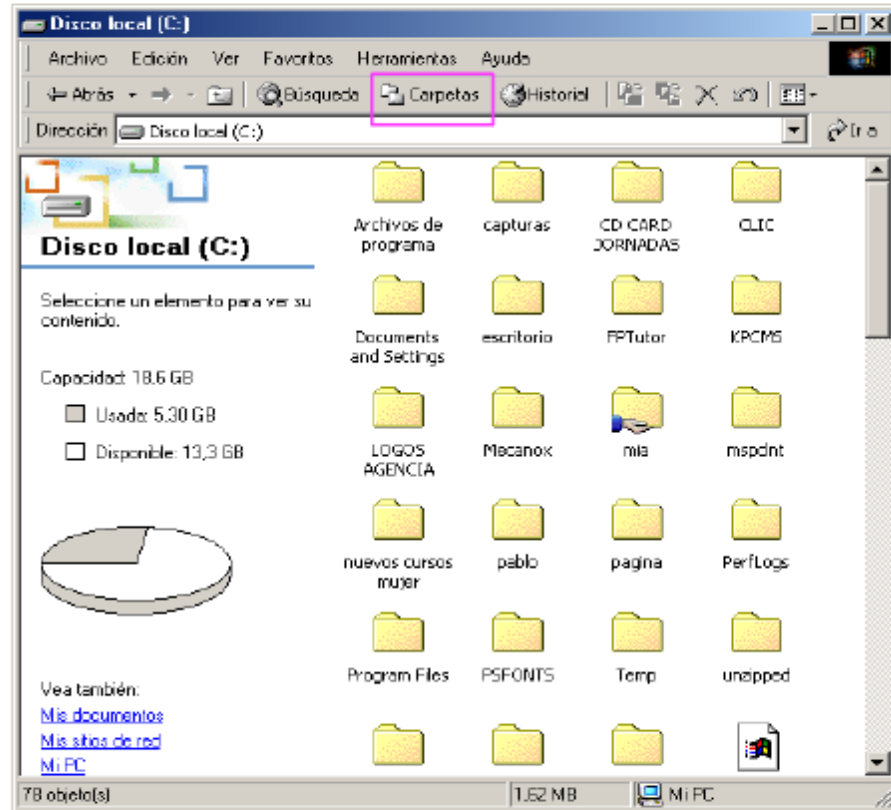 Disco local (C:)
Archivo Edición Ver Favoritos Herramientas Ayuda
Atrás Búsqueda Carpetas Historial
Dirección Disco local (C:) Ir a
Disco local (C:)
Seleccione un elemento para ver su
contenido.
Capacidad: 18.6 GB
Usada: 5.30 GB
Disponible: 13,3 GB
Vea también:
Mis documentos
Mis sitios de red
Mi PC
Archivos de
programa
capturas
CD CARD
JORNADAS
CLIC
Documents
and Settings
escritorio
FPTutor
KPCMS
LOGOS
AGENCIA
Mecanox
mia
mspclnt
nuevos cursos
mujer
pablo
pagina
PerfLogs
Program Files
PSFONTS
Temp
unzipped
78 objeto(s) 1.62 MB Mi PC